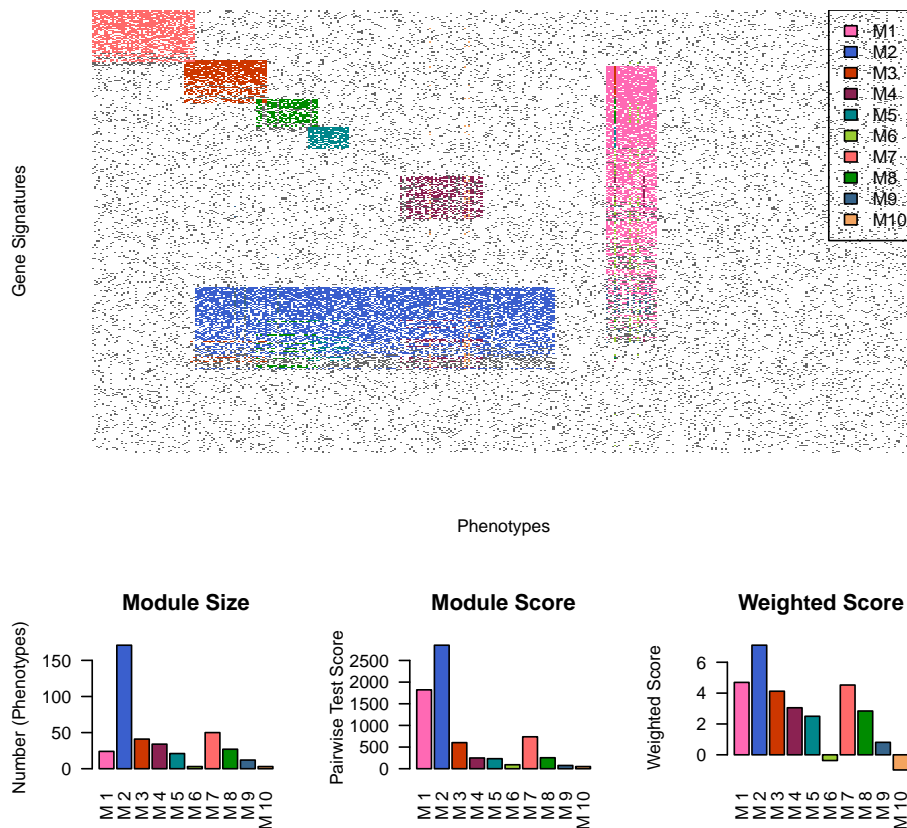 Gene Signatures
M1
M2
M3
M4
M5
M6
M7
M8
M9
M10
Phenotypes
Module Size
Number (Phenotypes)
150
100
50
0
M 1
M 2
M 3
M 4
M 5
M 6
M 7
M 8
M 9
M 10
Module Score
Pairwise Test Score
2500
2000
1500
1000
500
0
M 1
M 2
M 3
M 4
M 5
M 6
M 7
M 8
M 9
M 10
Weighted Score
Weighted Score
6
4
2
0
M 1
M 2
M 3
M 4
M 5
M 6
M 7
M 8
M 9
M 10